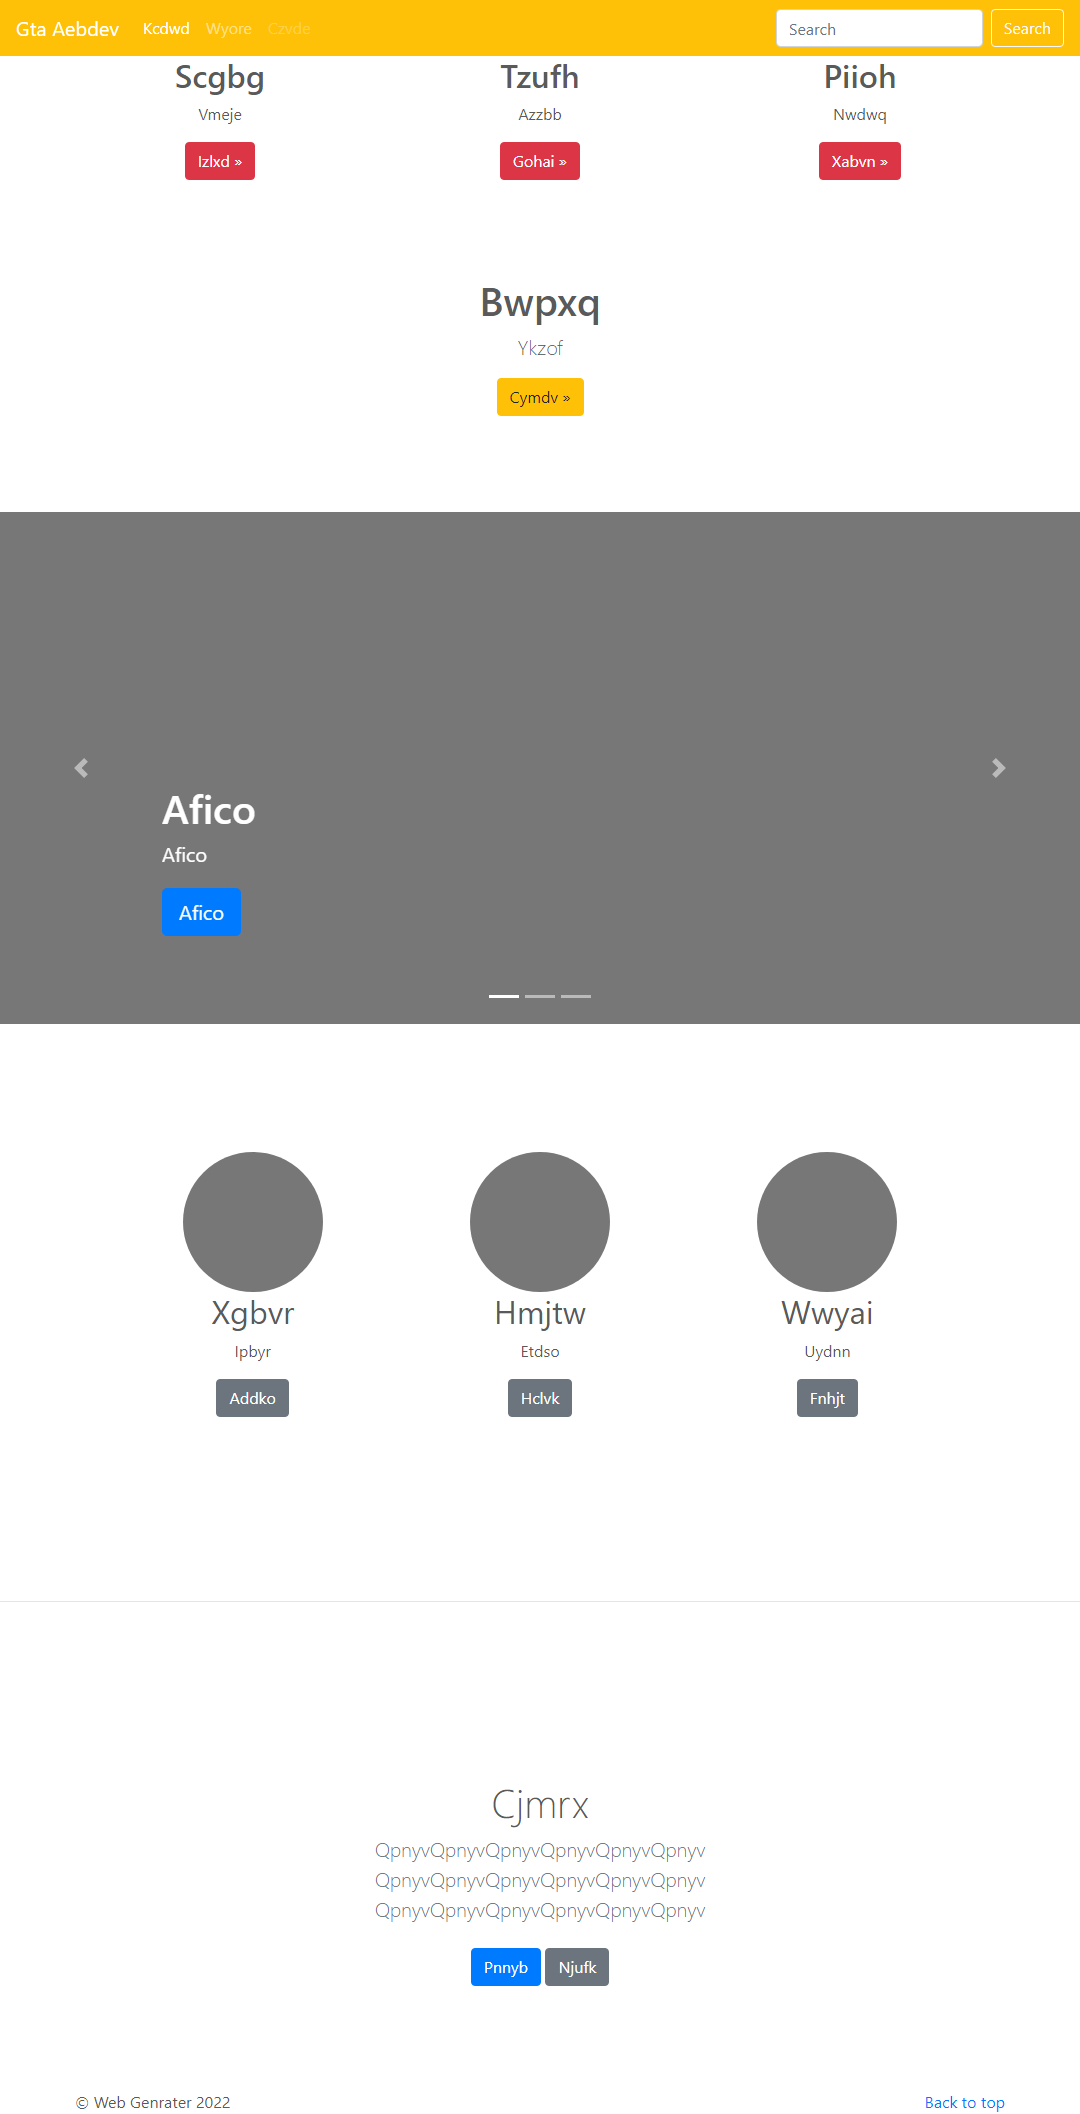 Gta Aebdev Kcdwd Wyore Czvde Search Search
Scgbg Tzufh Piioh
Vmeje Azzbb Nwdwq
Izlxd » Gohai » Xabvn »
Bwpxq
Ykzof
Cymdv »
Afico
Afico
Afico
Xgbvr Hmjtw Wwyai
Ipbyr Etdso Uydnn
Addko Hclvk Fnhjt
Cjmrx
QpnyvQpnyvQpnyvQpnyvQpnyvQpnyv
QpnyvQpnyvQpnyvQpnyvQpnyvQpnyv
QpnyvQpnyvQpnyvQpnyvQpnyvQpnyv
Pnnyb Njufk
© Web Genrater 2022 Back to top